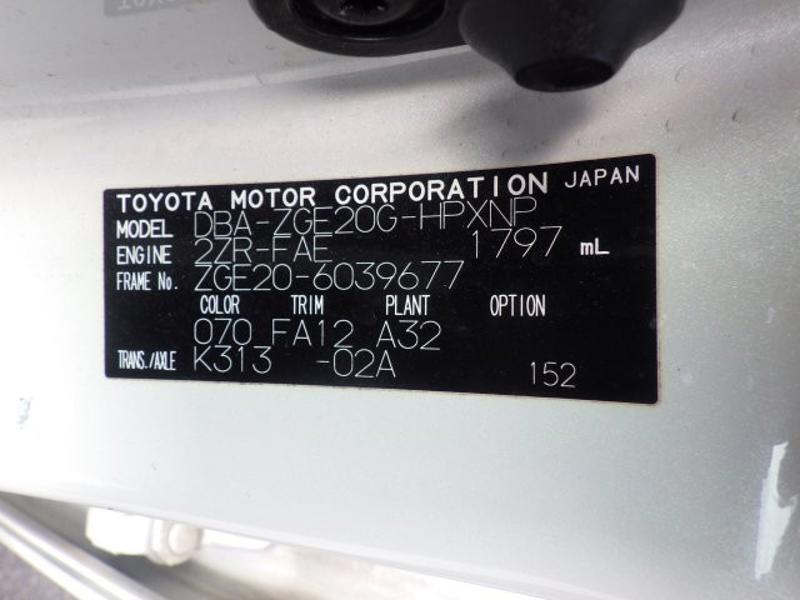 TOYOTA MOTOR CORPORATION JAPAN
MODEL DBA-ZGE20G-HPXNP
ENGINE 2ZR-FAE 1797 mL
FRAME No. ZGE20-6039677
COLOR TRIM PLANT OPTION
070 FA12 A32
TRANS./AXLE K313 -02A 152